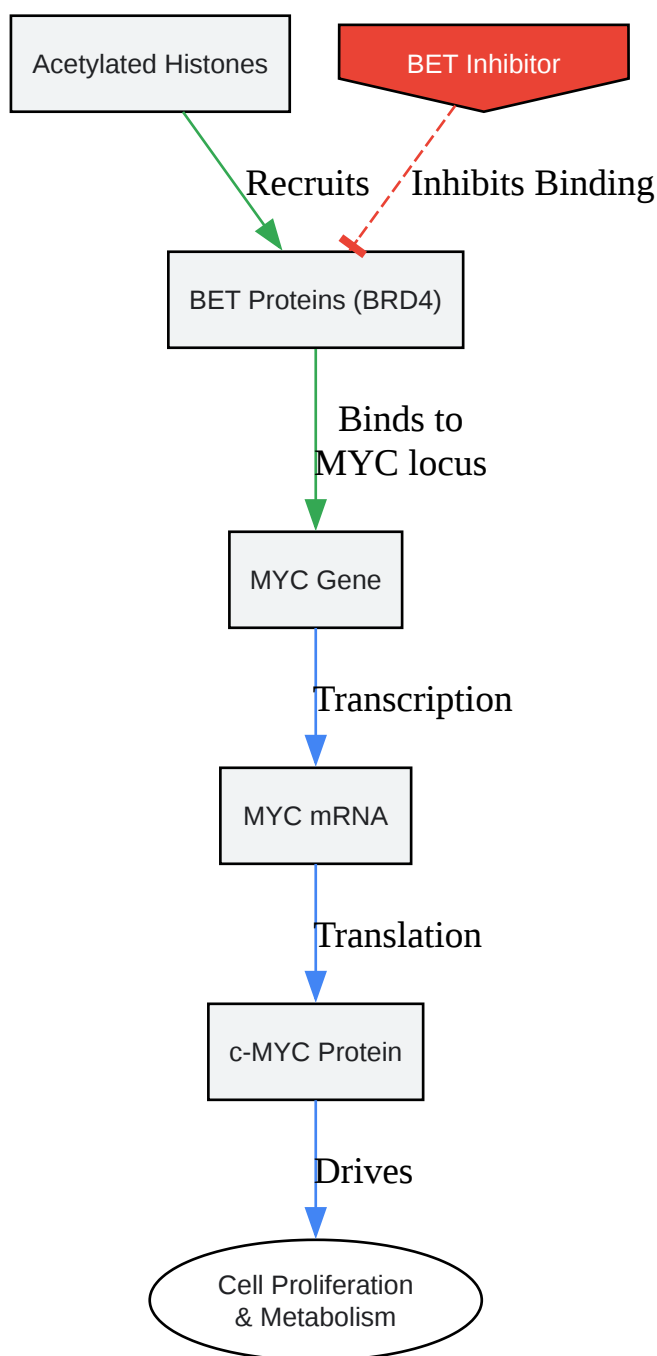 Acetylated Histones
BET Inhibitor
Recruits
Inhibits Binding
BET Proteins (BRD4)
Binds to
MYC locus
MYC Gene
Transcription
MYC mRNA
Translation
c-MYC Protein
Drives
Cell Proliferation
& Metabolism